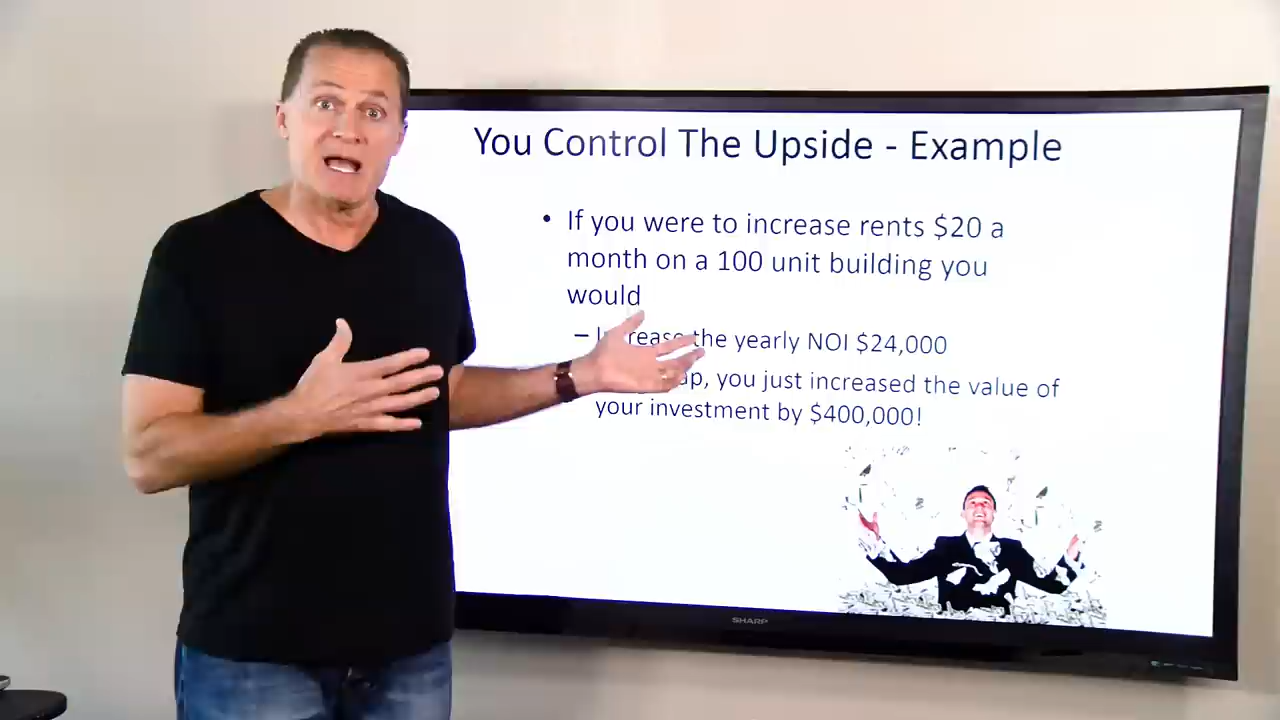 You Control The Upside - Example
• If you were to increase rents $20 a
month on a 100 unit building you
would
– Increase the yearly NOI $24,000
you just increased the value of
your investment by $400,000!
SHARP